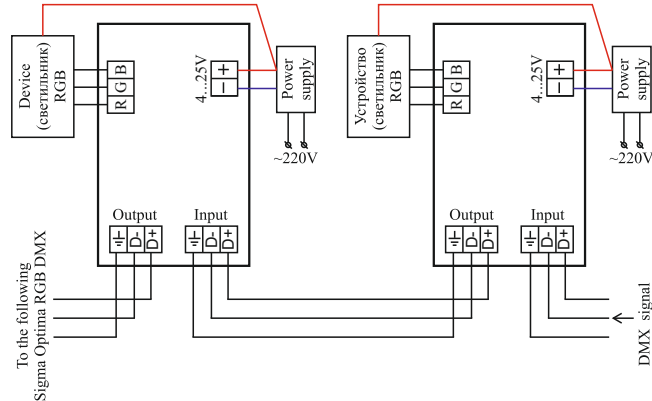 Device
(светильник)
RGB
R G B
4...25V
− +
Power
supply
~220V
Output
D-
D+
Input
D-
D+
To the following
Sigma Optima RGB DMX
Устройство
(светильник)
RGB
R G B
4...25V
− +
Power
supply
~220V
Output
D-
D+
Input
D-
D+
DMX signal